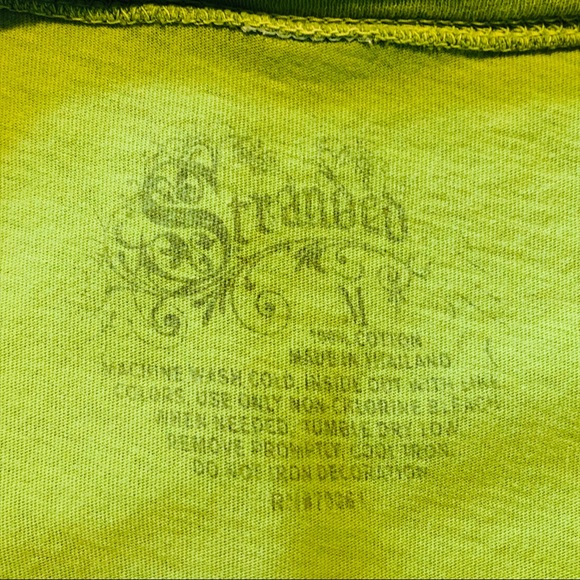 Stranded
M
100% COTTON
MADE IN THAILAND
MACHINE WASH COLD, INSIDE OUT WITH LIKE
COLORS, USE ONLY NON-CHLORINE BLEACH
WHEN NEEDED, TUMBLE DRY LOW
REMOVE PROMPTLY, COOL IRON.
DO NOT IRON DECORATION